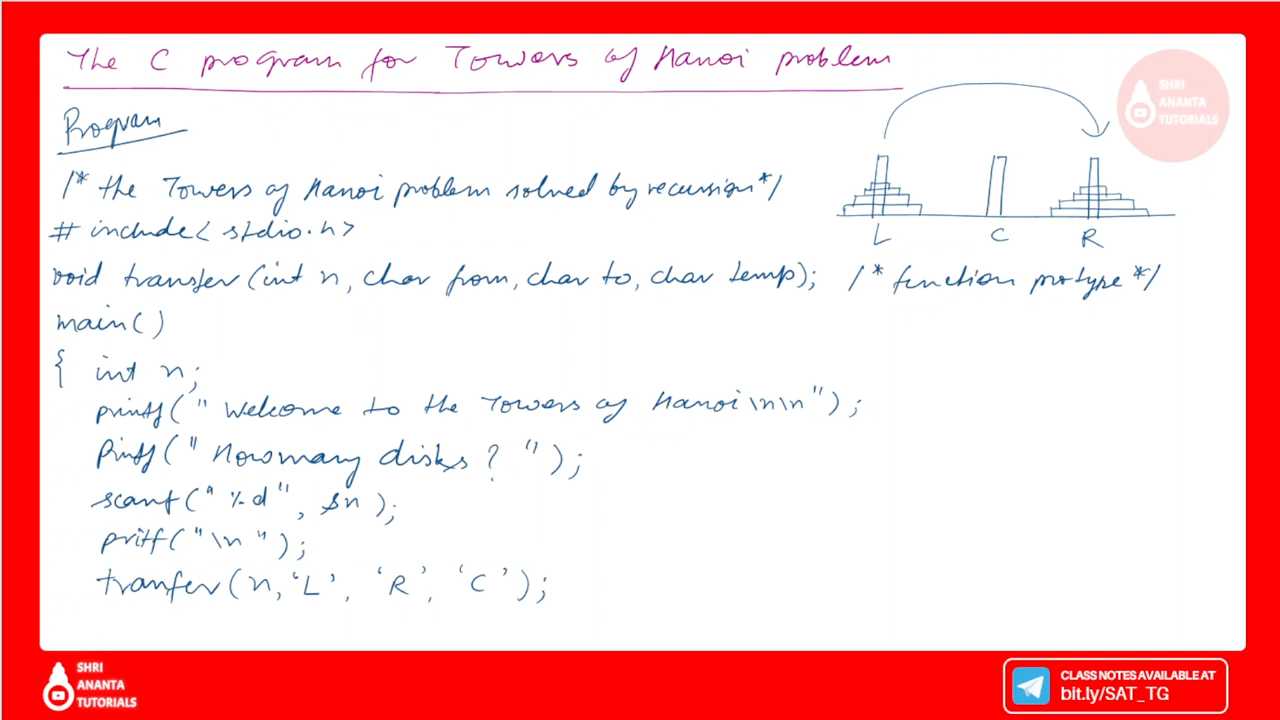 The C program for Towers of Hanoi problem
Program
/* the Towers of Hanoi problem solved by recursion */
# include < stdio.h >
void transfer (int n, char from, char to, char temp); /* function protype */
main( )
{ int n;
printf(" Welcome to the Towers of Hanoi \n\n");
Printf(" How many disks ? ");
scanf("%d", &n);
pritf("\n ");
tranfer(n, 'L', 'R', 'C');
L C R
SHRI
ANANTA
TUTORIALS
SHRI
ANANTA
TUTORIALS
CLASS NOTES AVAILABLE AT
bit.ly/SAT_TG